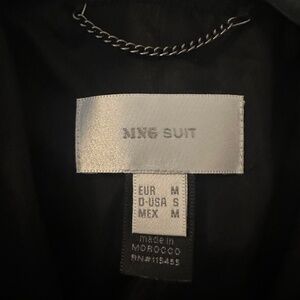 MNG SUIT
EUR M
D-USA S
MEX M
made in
MOROCCO
RN#115455